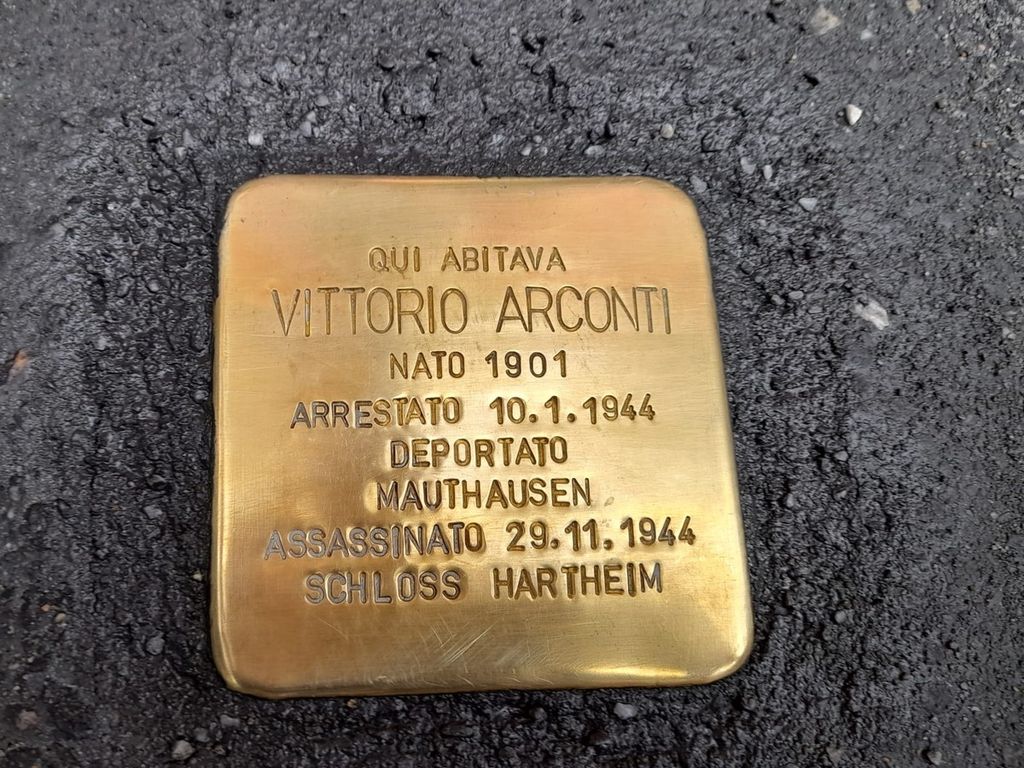 QUI ABITAVA
VITTORIO ARCONTI
NATO 1901
ARRESTATO 10.1.1944
DEPORTATO
MAUTHAUSEN
ASSASSINATO 29.11.1944
SCHLOSS HARTHEIM